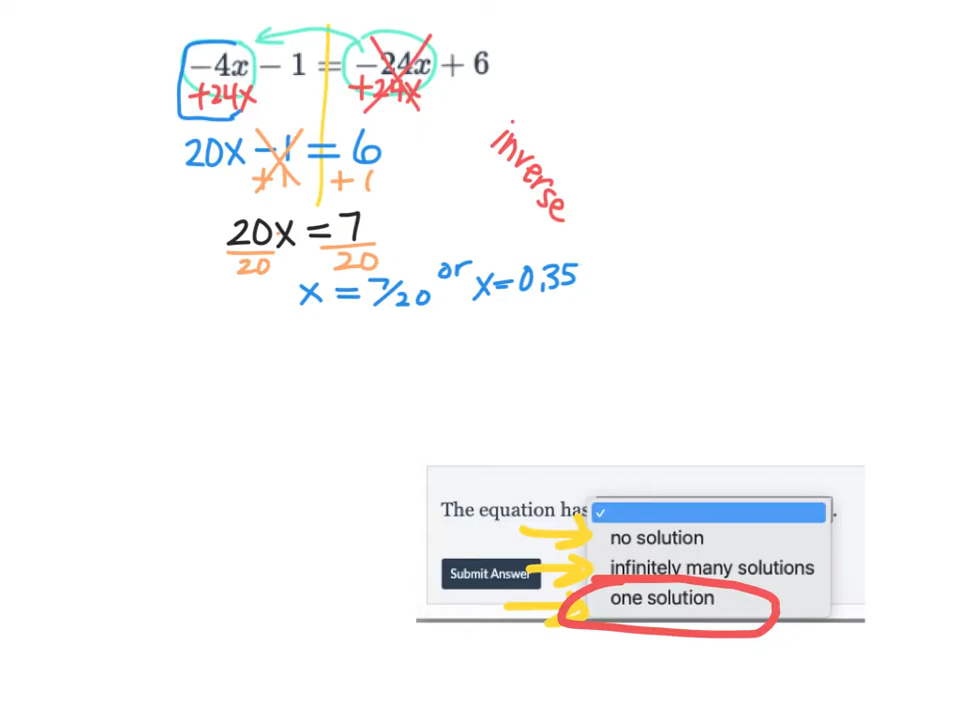 −4x − 1 = −24x + 6
+24x +24x
20x −1 = 6
+1 +1
inverse
20x = 7
20 20
x = 7/20 or x = 0.35
The equation has ✓ .
no solution
infinitely many solutions
Submit Answer
one solution